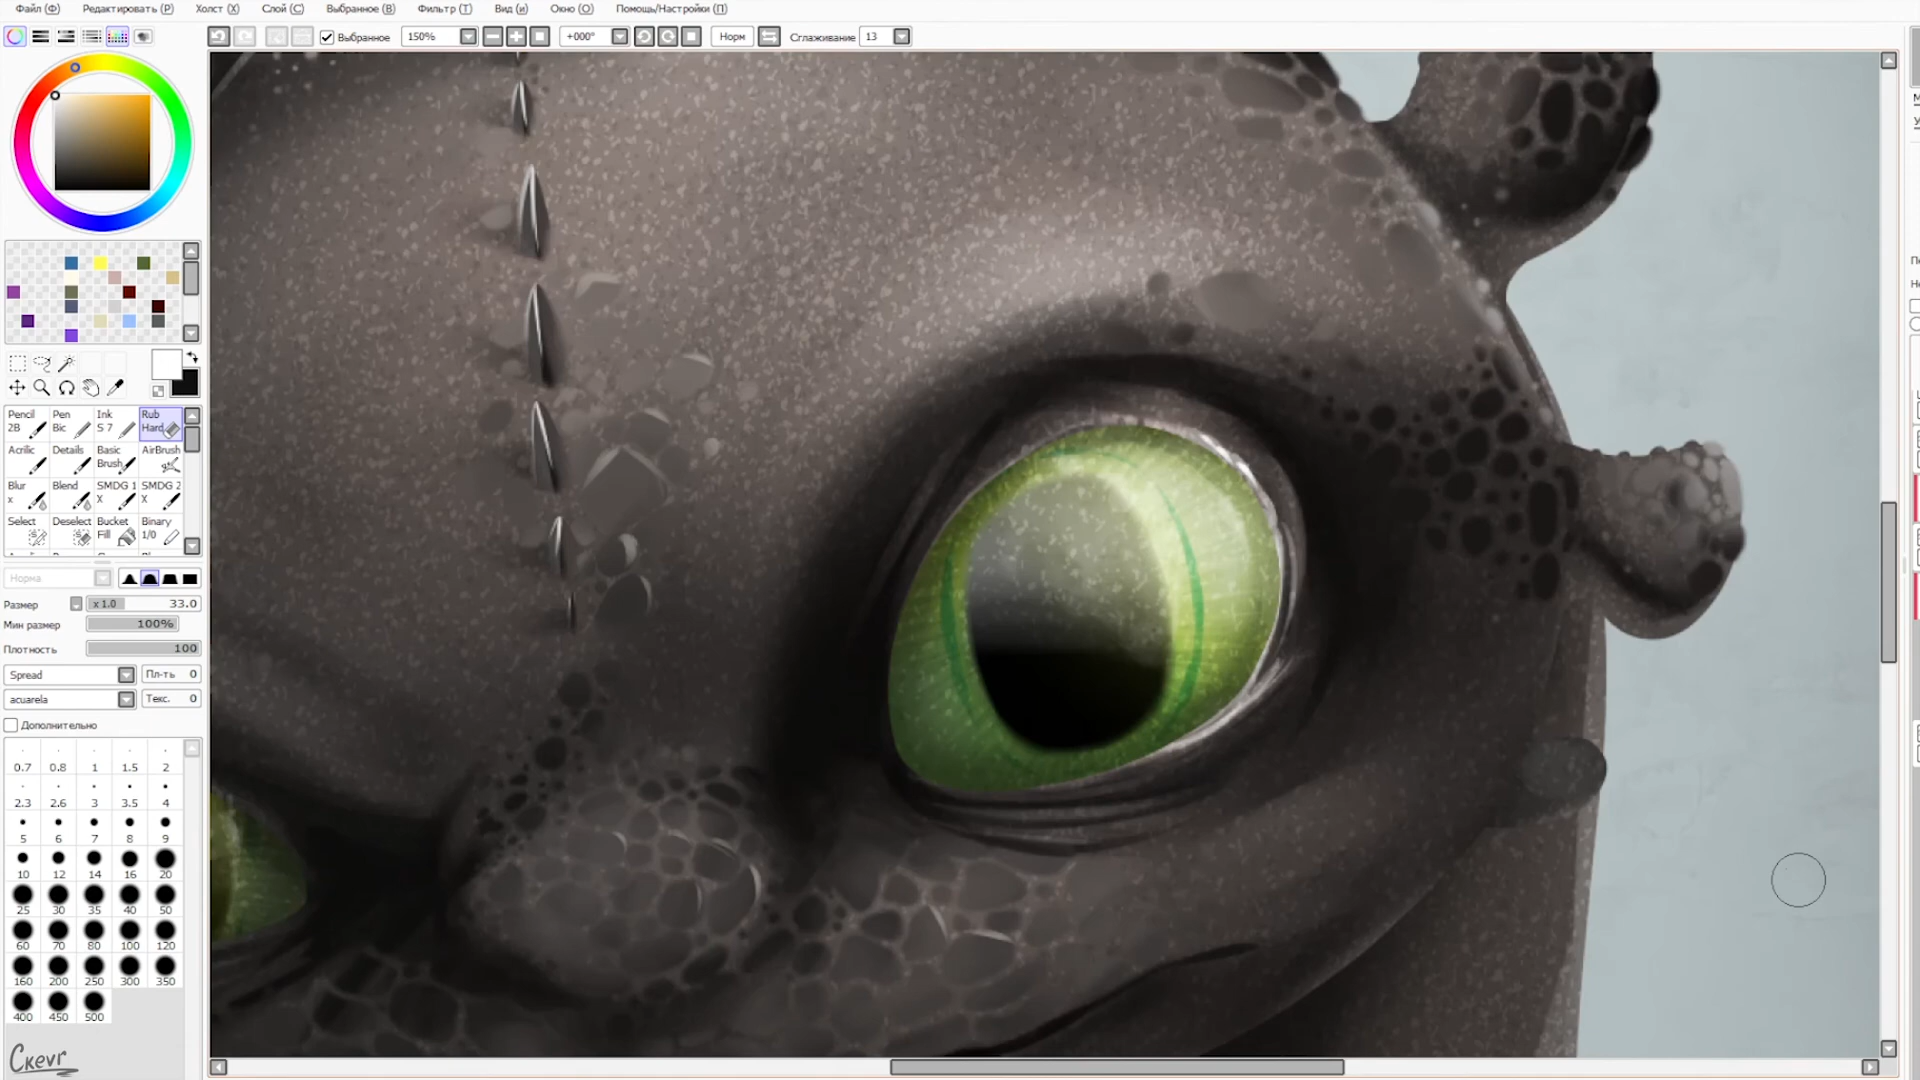 Файл (Ф) Редактировать (Р) Холст (Х) Слой (С) Выбранное (В) Фильтр (Т) Вид (и) Окно (О) Помощь/Настройки (П)
Выбранное 150% +000° Норм Сглаживание 13
Pencil 2B Pen Bic Ink S 7 Rub Hard
Acrilic Details Basic Brush AirBrush
Blur x Blend SMDG 1 X SMDG 2 X
Select Deselect Bucket Fill Binary 1/0
Норма
Размер x 1.0 33.0
Мин размер 100%
Плотность 100
Spread Пл-ть 0
acuarela Текс. 0
Дополнительно
0.7 0.8 1 1.5 2
2.3 2.6 3 3.5 4
5 6 7 8 9
10 12 14 16 20
25 30 35 40 50
60 70 80 100 120
160 200 250 300 350
400 450 500
Скеvr